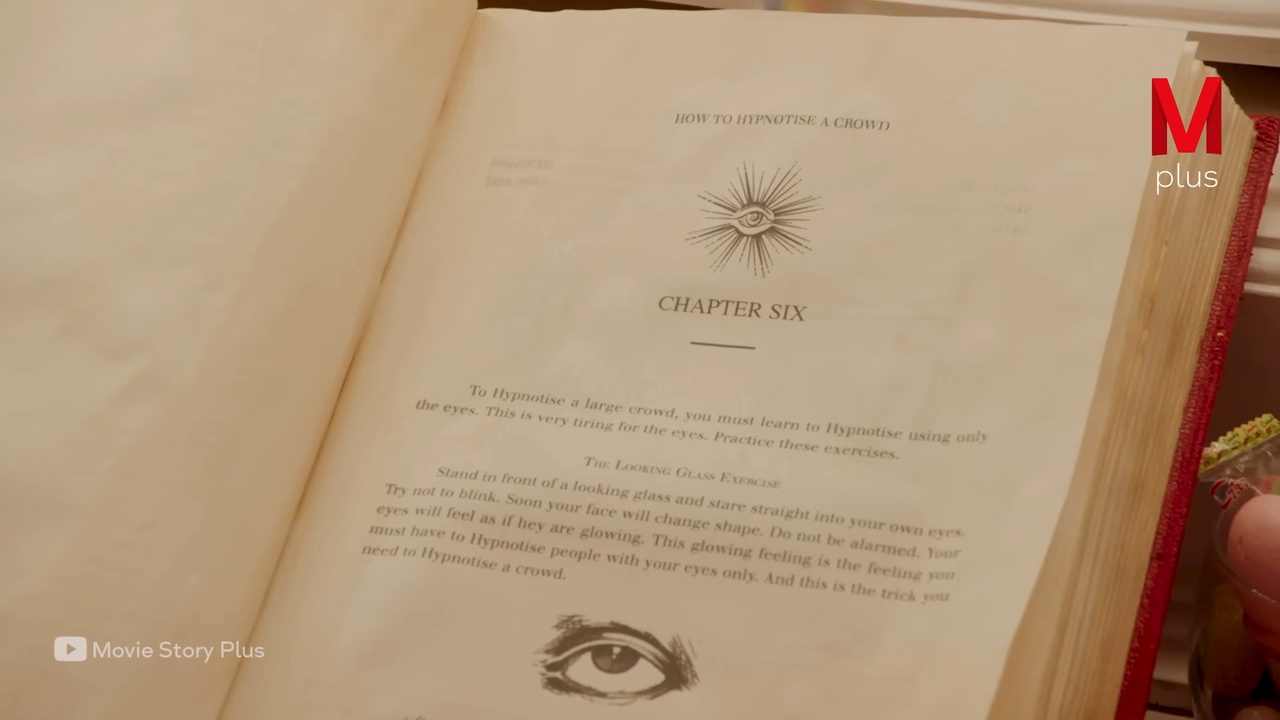 HOW TO HYPNOTISE A CROWD
M
plus
CHAPTER SIX
To Hypnotise a large crowd, you must learn to Hypnotise using only
the eyes. This is very tiring for the eyes. Practice these exercises.
THE LOOKING GLASS EXERCISE
Stand in front of a looking glass and stare straight into your own eyes.
Try not to blink. Soon your face will change shape. Do not be alarmed. Your
eyes will feel as if hey are glowing. This glowing feeling is the feeling you
must have to Hypnotise people with your eyes only. And this is the trick you
need to Hypnotise a crowd.
Movie Story Plus